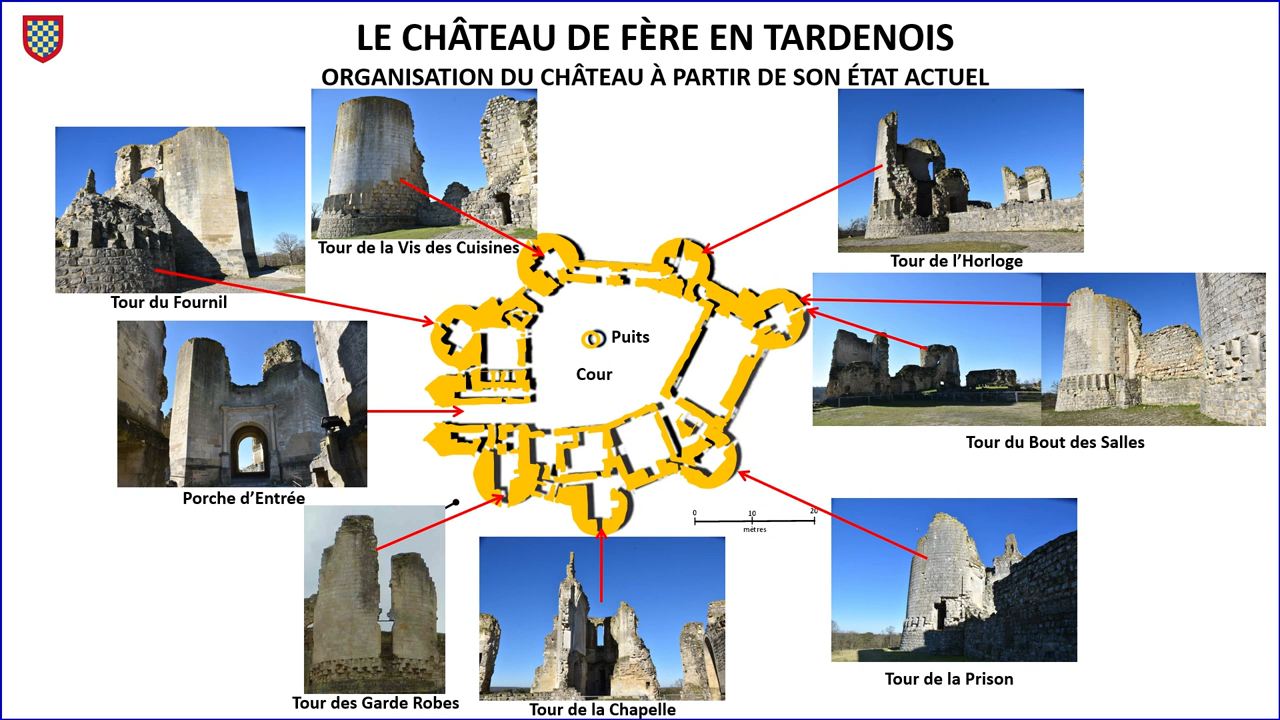 LE CHÂTEAU DE FÈRE EN TARDENOIS
ORGANISATION DU CHÂTEAU À PARTIR DE SON ÉTAT ACTUEL
Tour de la Vis des Cuisines
Tour de l’Horloge
Tour du Fournil
Puits
Cour
Tour du Bout des Salles
Porche d’Entrée
0 10 20
mètres
Tour de la Prison
Tour des Garde Robes
Tour de la Chapelle